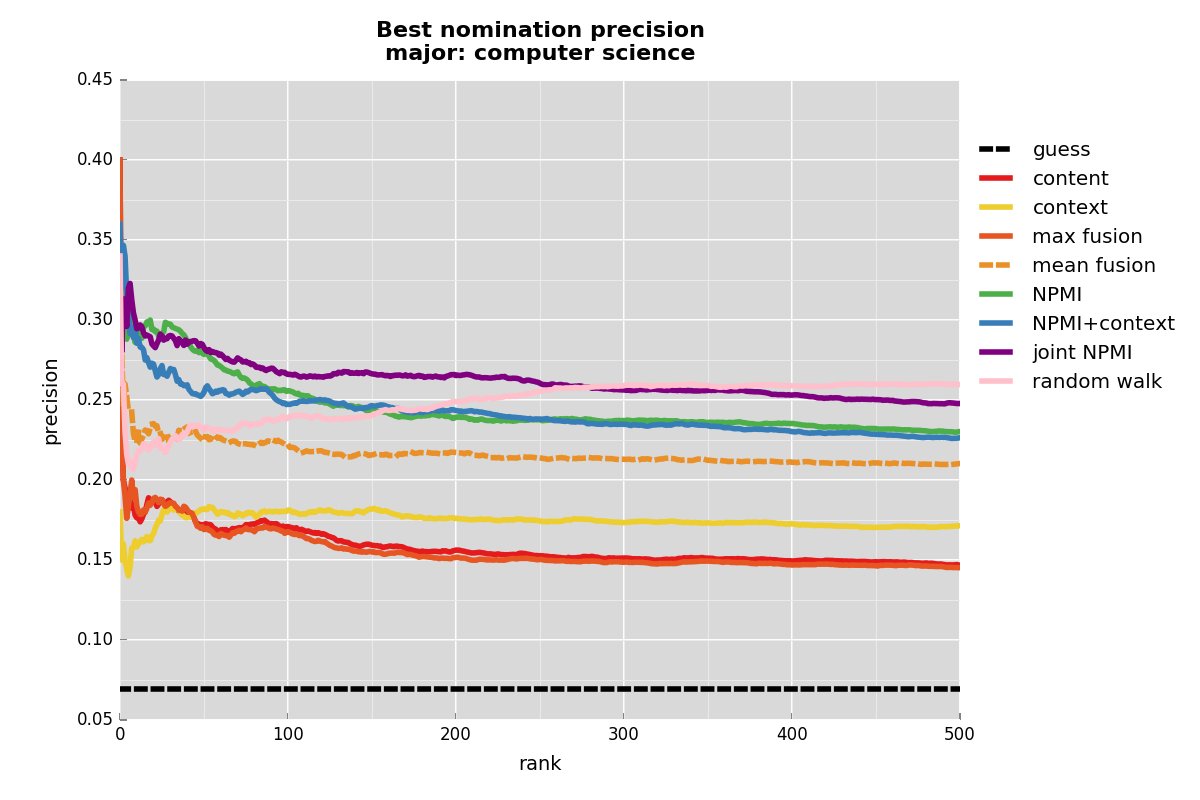 Best nomination precision
major: computer science
precision
0.45
0.40
0.35
0.30
0.25
0.20
0.15
0.10
0.05
0
100
200
300
400
500
rank
guess
content
context
max fusion
mean fusion
NPMI
NPMI+context
joint NPMI
random walk